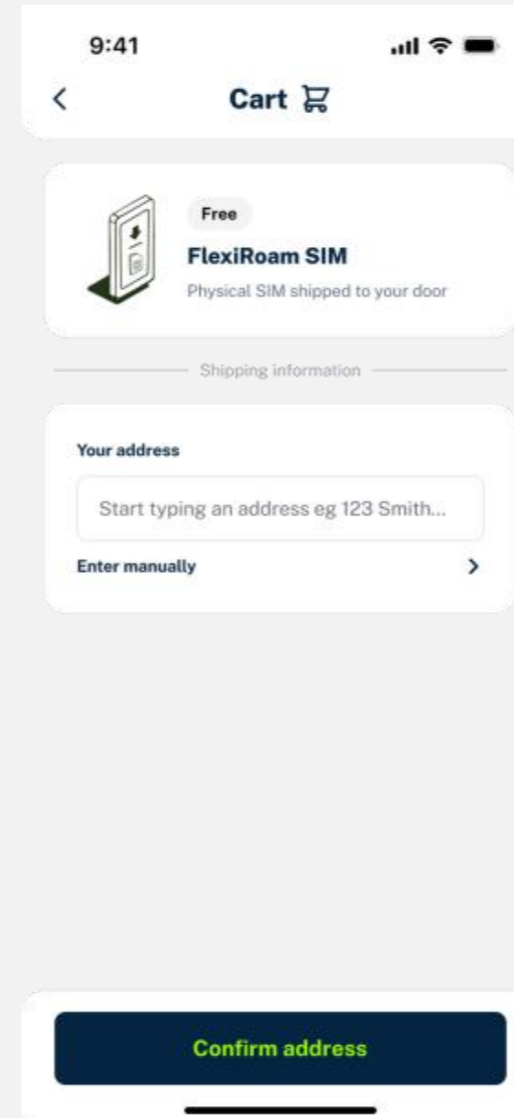 9:41
Cart
Free
FlexiRoam SIM
Physical SIM shipped to your door
Shipping information
Your address
Start typing an address eg 123 Smith...
Enter manually
Confirm address